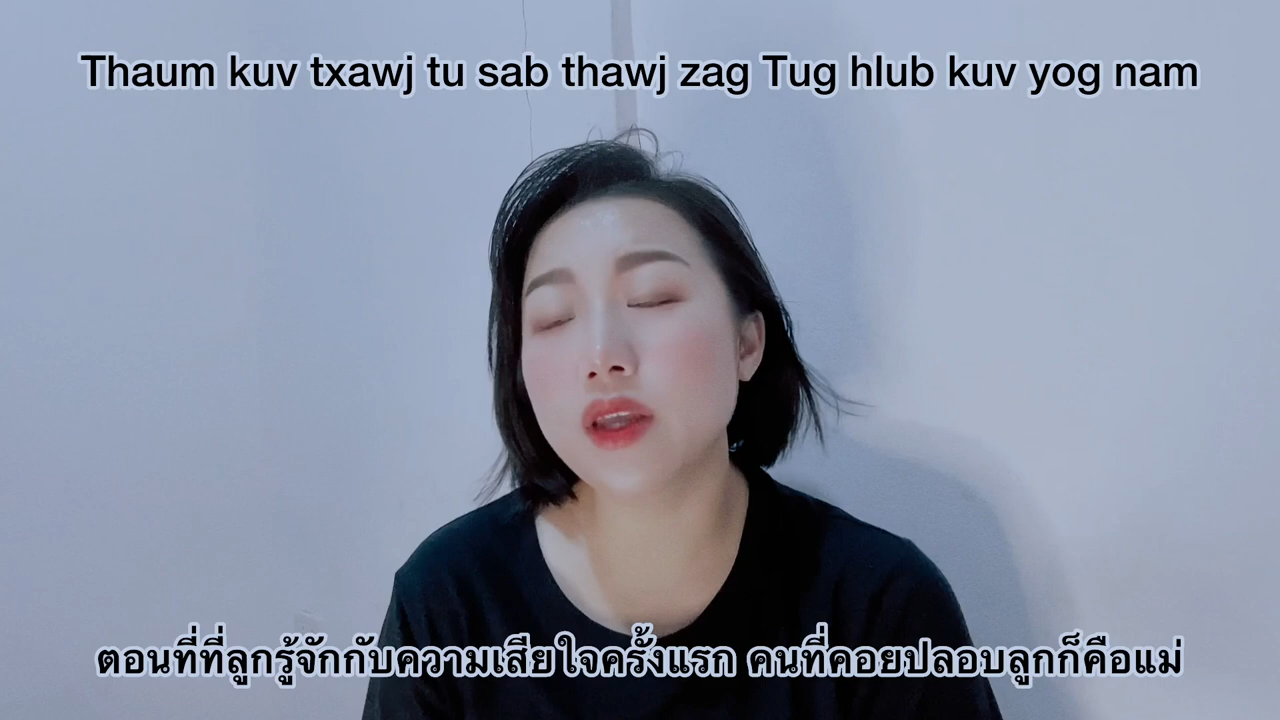 Thaum kuv txawj tu sab thawj zag Tug hlub kuv yog nam
ตอนที่ที่ลูกรู้จักกับความเสียใจครั้งแรก คนที่คอยปลอบลูกก็คือแม่